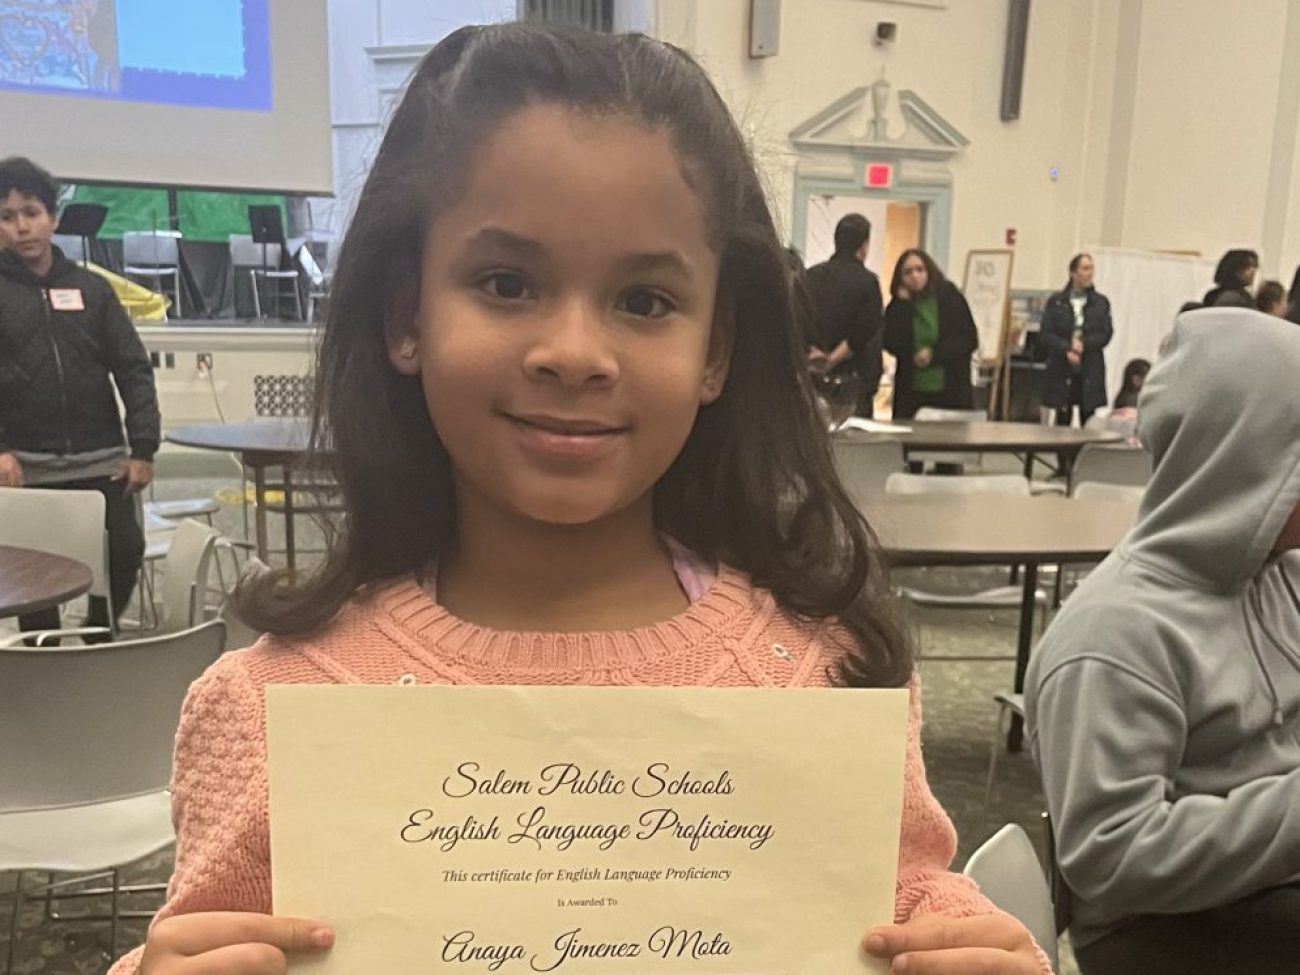 Salem Public Schools
English Language Proficiency
This certificate for English Language Proficiency
Is Awarded To
Anaya Jimenez Mota